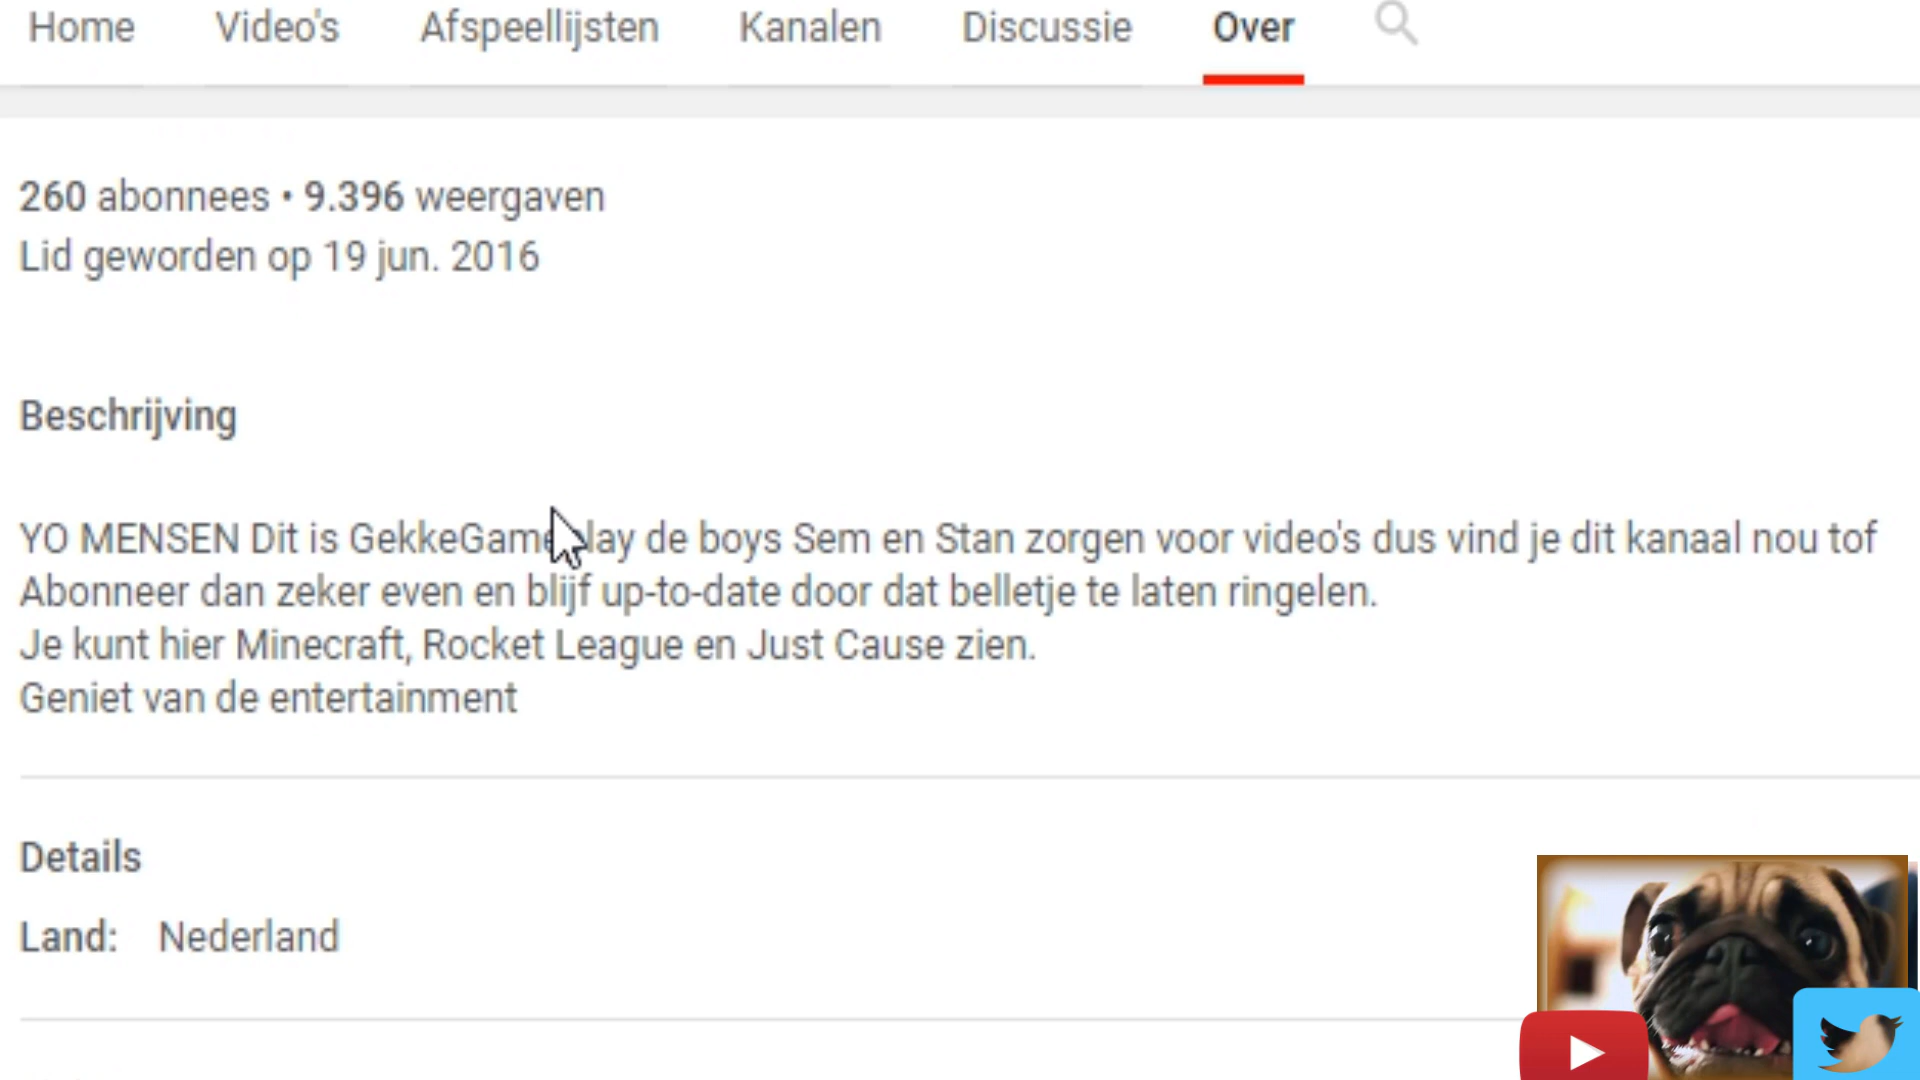 Home Video's Afspeellijsten Kanalen Discussie Over
260 abonnees • 9.396 weergaven
Lid geworden op 19 jun. 2016
Beschrijving
YO MENSEN Dit is de boys Sem en Stan zorgen voor video's dus vind je dit kanaal nou tof
Abonneer dan zeker even en blijf up-to-date door dat belletje te laten ringelen.
Je kunt hier Minecraft, Rocket League en Just Cause zien.
Geniet van de entertainment
Details
Land: Nederland